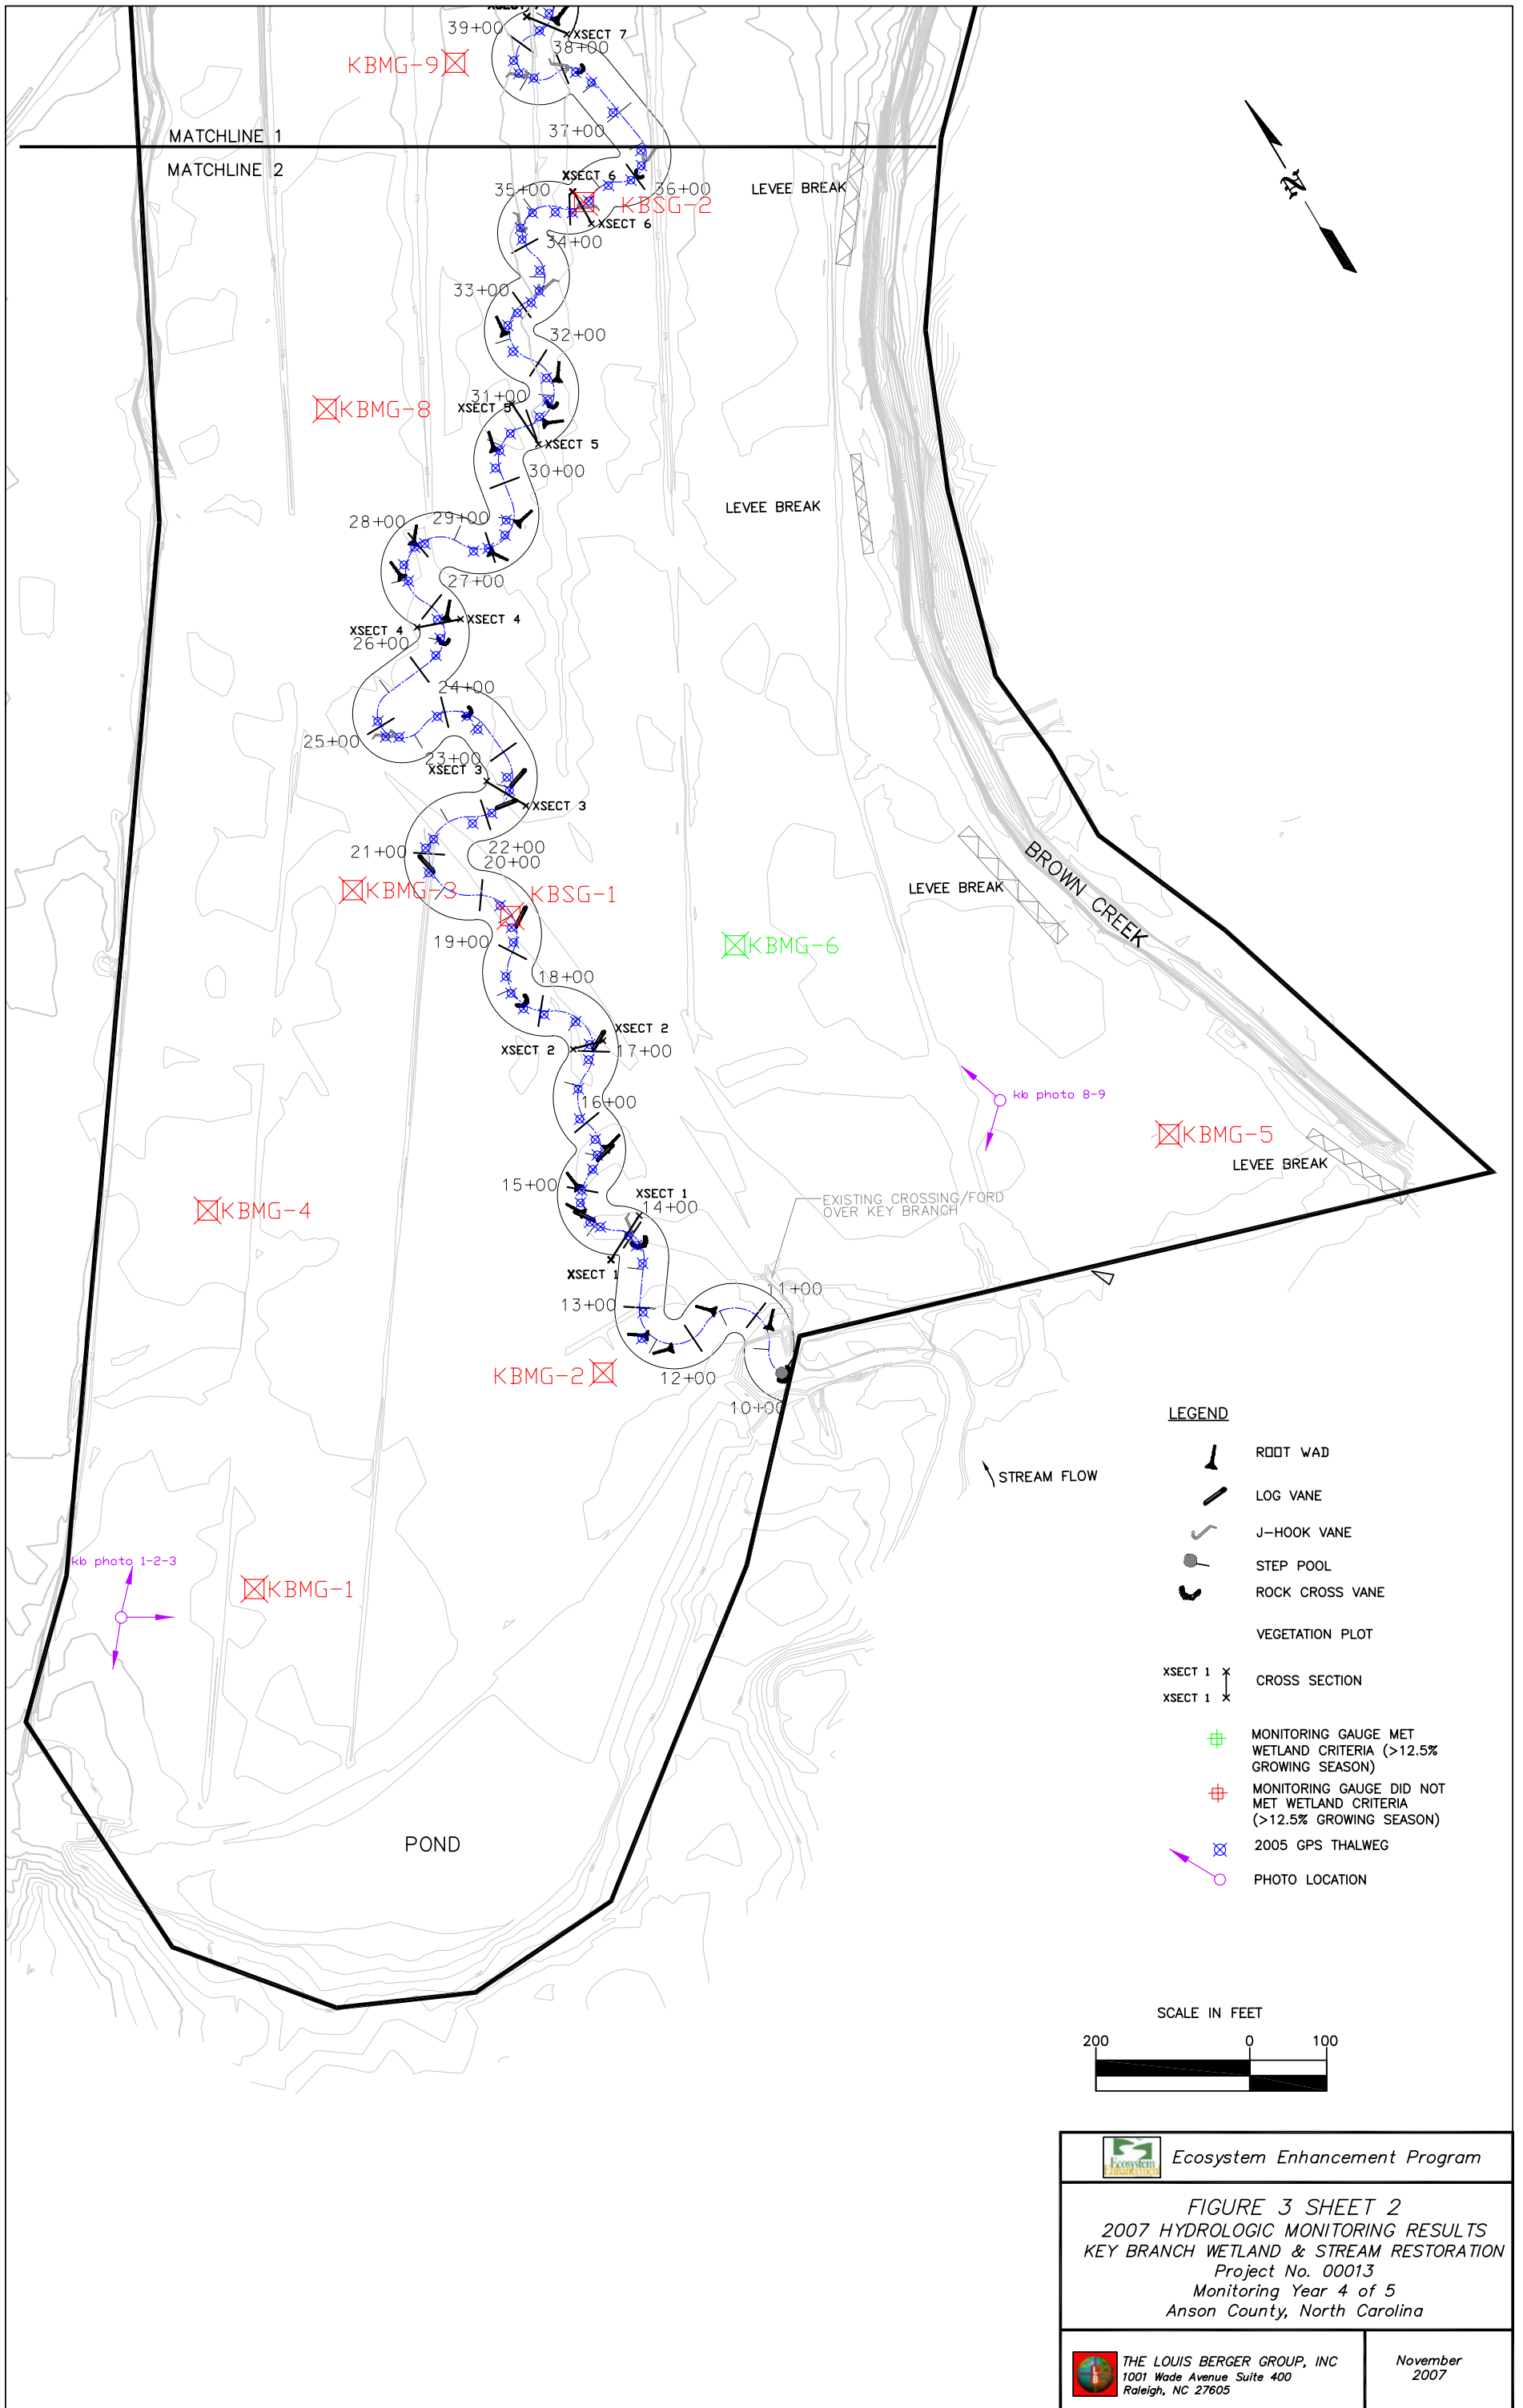 39+00
XSECT 7
38+00
KBMG-9
37+00
MATCHLINE 1
MATCHLINE 2
XSECT 6
35+00
36+00
LEVEE BREAK
KBSG-2
XSECT 6
34+00
33+00
32+00
31+00
XSECT 5
KBMG-8
XSECT 5
30+00
LEVEE BREAK
28+00
29+00
27+00
XSECT 4
XSECT 4
26+00
24+00
25+00
23+00
XSECT 3
XSECT 3
22+00
21+00
20+00
KBMG-3
KBSG-1
LEVEE BREAK
BROWN CREEK
19+00
KBMG-6
18+00
XSECT 2
XSECT 2
17+00
16+00
kb photo 8-9
KBMG-5
LEVEE BREAK
15+00
XSECT 1
14+00
EXISTING CROSSING/FORD
OVER KEY BRANCH
KBMG-4
XSECT 1
11+00
13+00
KBMG-2
12+00
10+00
LEGEND
ROOT WAD
STREAM FLOW
LOG VANE
J-HOOK VANE
STEP POOL
ROCK CROSS VANE
kb photo 1-2-3
KBMG-1
VEGETATION PLOT
XSECT 1
XSECT 1
CROSS SECTION
MONITORING GAUGE MET
WETLAND CRITERIA (>12.5%
GROWING SEASON)
MONITORING GAUGE DID NOT
MET WETLAND CRITERIA
(>12.5% GROWING SEASON)
2005 GPS THALWEG
PHOTO LOCATION
POND
SCALE IN FEET
200 0 100
Ecosystem Enhancement
Ecosystem Enhancement Program
FIGURE 3 SHEET 2
2007 HYDROLOGIC MONITORING RESULTS
KEY BRANCH WETLAND & STREAM RESTORATION
Project No. 00013
Monitoring Year 4 of 5
Anson County, North Carolina
THE LOUIS BERGER GROUP, INC
1001 Wade Avenue Suite 400
Raleigh, NC 27605
November
2007